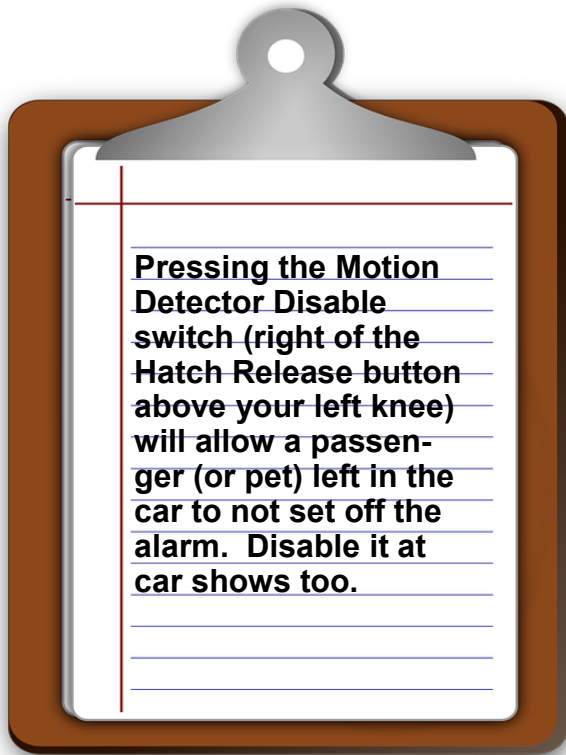 Pressing the Motion
Detector Disable
switch (right of the
Hatch Release button
above your left knee)
will allow a passen-
ger (or pet) left in the
car to not set off the
alarm.  Disable it at
car shows too.